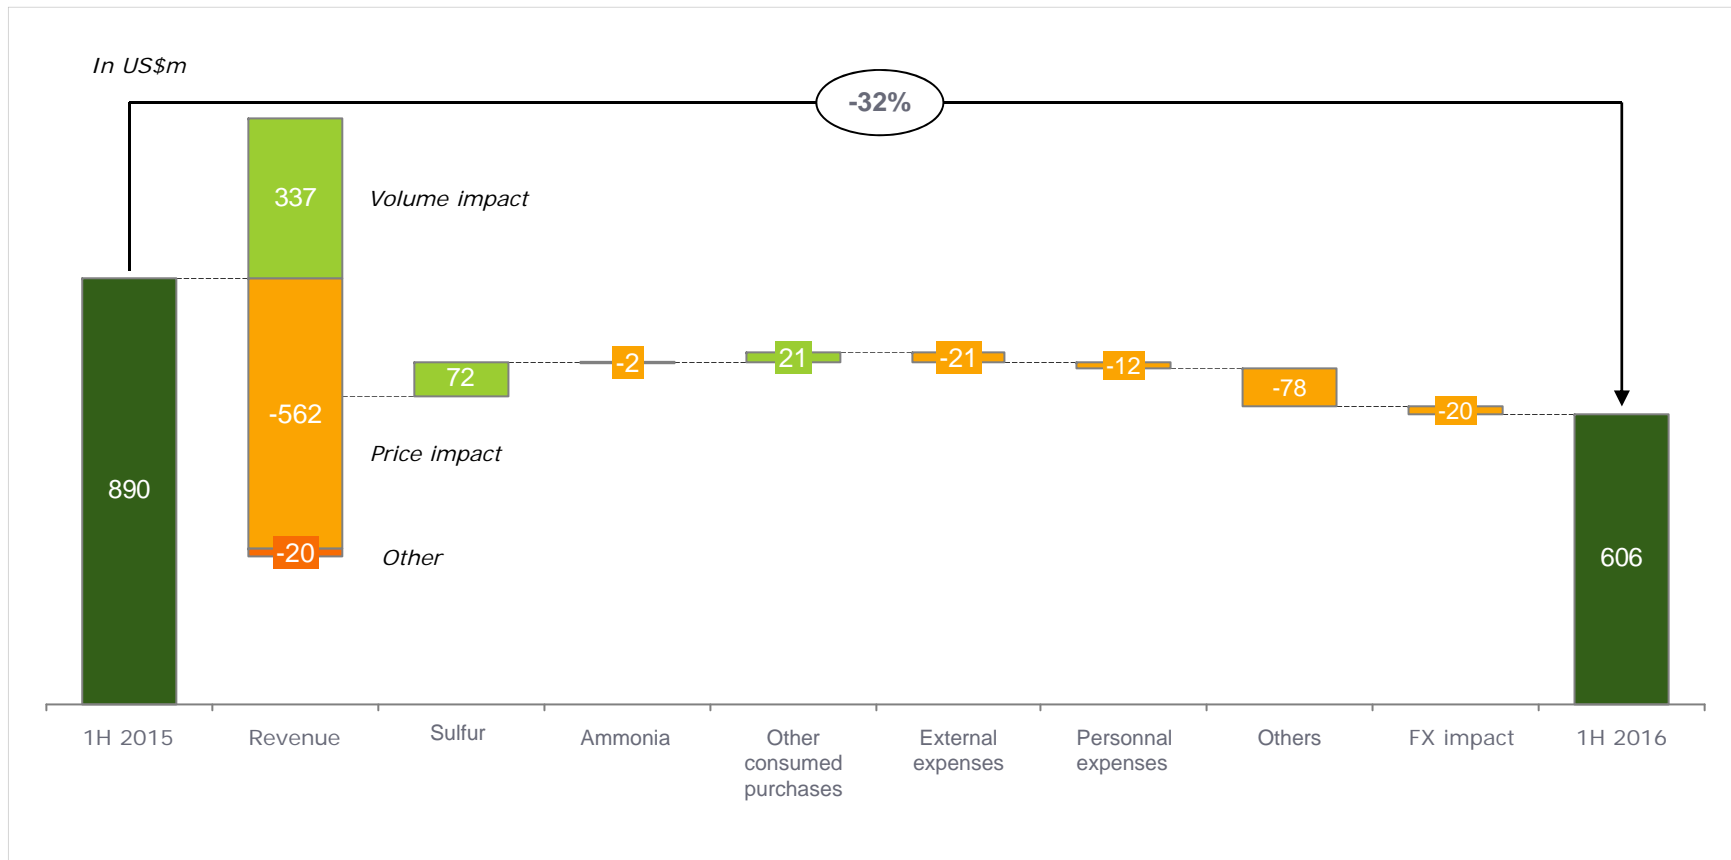 In US$m
-32%
337
Volume impact
-562
Price impact
-20
Other
890
72
-2
21
-21
-12
-78
-20
606
1H 2015
Revenue
Sulfur
Ammonia
Other
consumed
purchases
External
expenses
Personnal
expenses
Others
FX impact
1H 2016